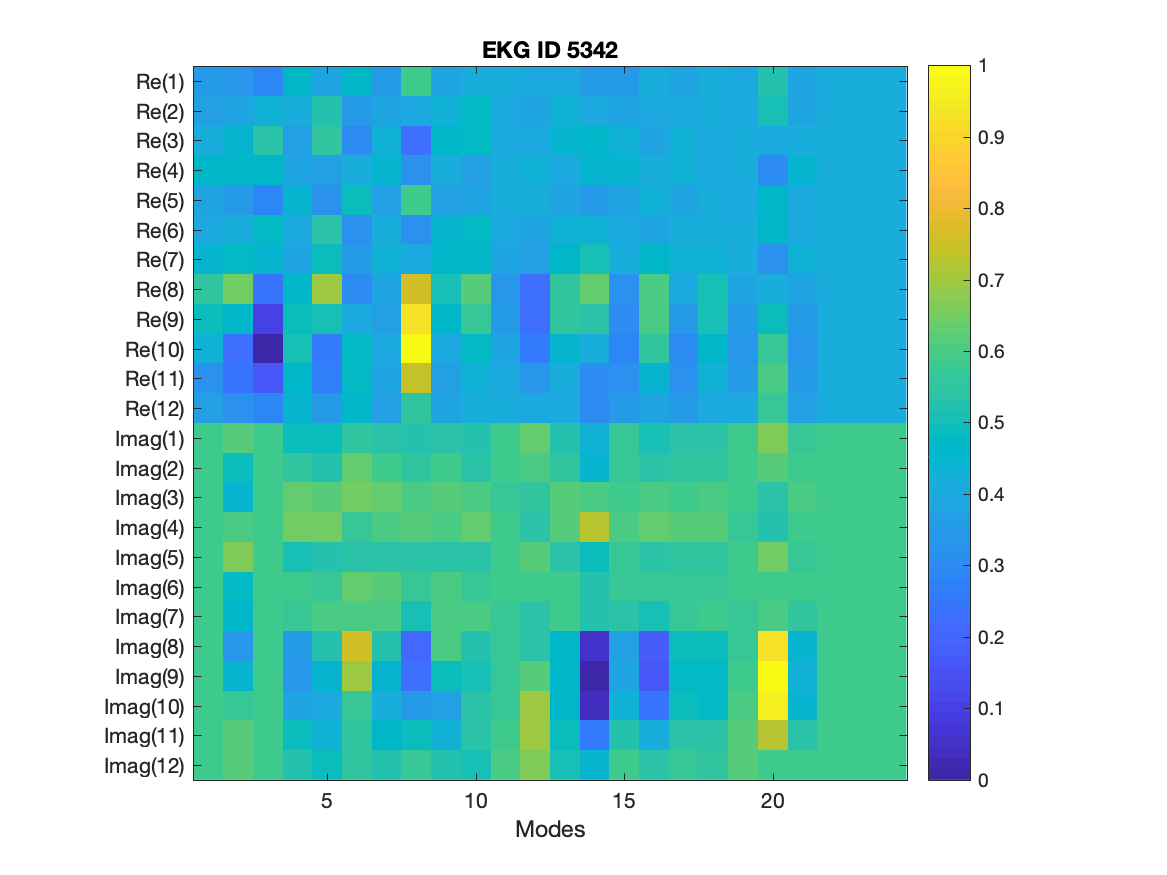 EKG ID 5342
Re(1)
Re(2)
Re(3)
Re(4)
Re(5)
Re(6)
Re(7)
Re(8)
Re(9)
Re(10)
Re(11)
Re(12)
Imag(1)
Imag(2)
Imag(3)
Imag(4)
Imag(5)
Imag(6)
Imag(7)
Imag(8)
Imag(9)
Imag(10)
Imag(11)
Imag(12)
5 10 15 20
Modes
1
0.9
0.8
0.7
0.6
0.5
0.4
0.3
0.2
0.1
0